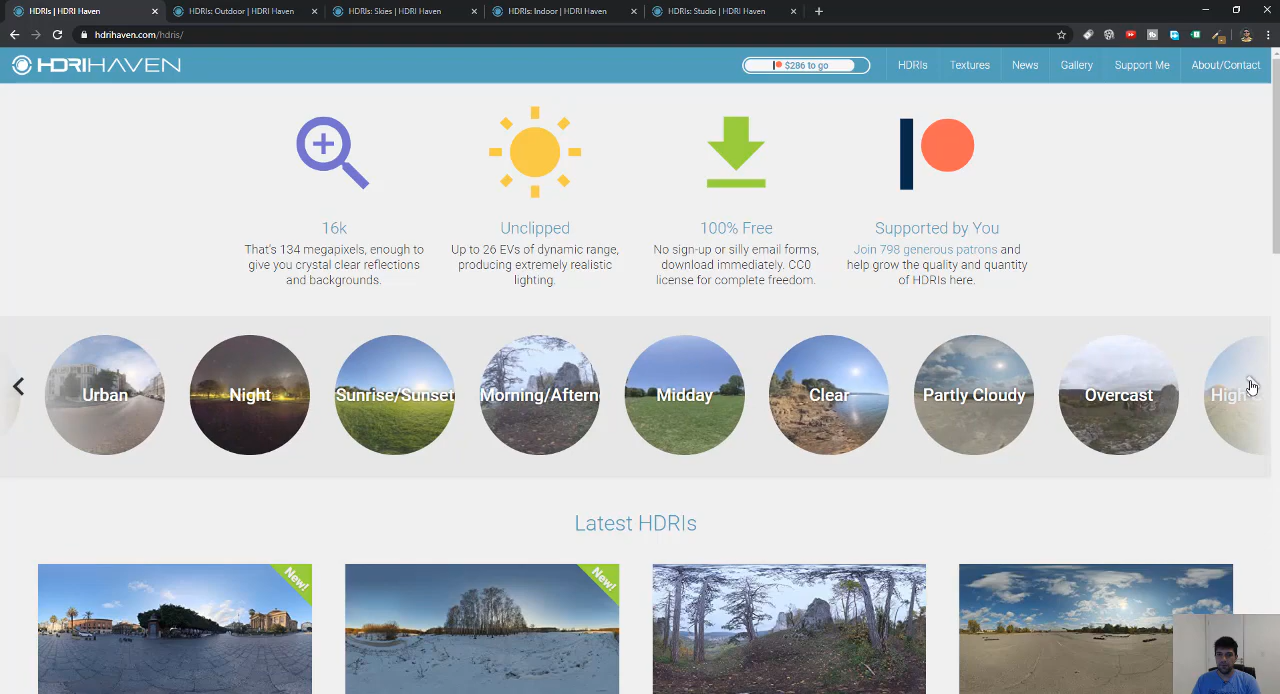 HDRIs | HDRI Haven
HDRIs: Outdoor | HDRI Haven
HDRIs: Skies | HDRI Haven
HDRIs: Indoor | HDRI Haven
HDRIs: Studio | HDRI Haven
hdrihaven.com/hdris/
HDRIHAVEN
$286 to go
HDRIs
Textures
News
Gallery
Support Me
About/Contact
16k
That's 134 megapixels, enough to
give you crystal clear reflections
and backgrounds.
Unclipped
Up to 26 EVs of dynamic range,
producing extremely realistic
lighting.
100% Free
No sign-up or silly email forms,
download immediately. CC0
license for complete freedom.
Supported by You
Join 798 generous patrons and
help grow the quality and quantity
of HDRIs here.
Urban
Night
Sunrise/Sunset
Morning/Aftern
Midday
Clear
Partly Cloudy
Overcast
High
Latest HDRIs
New!
New!